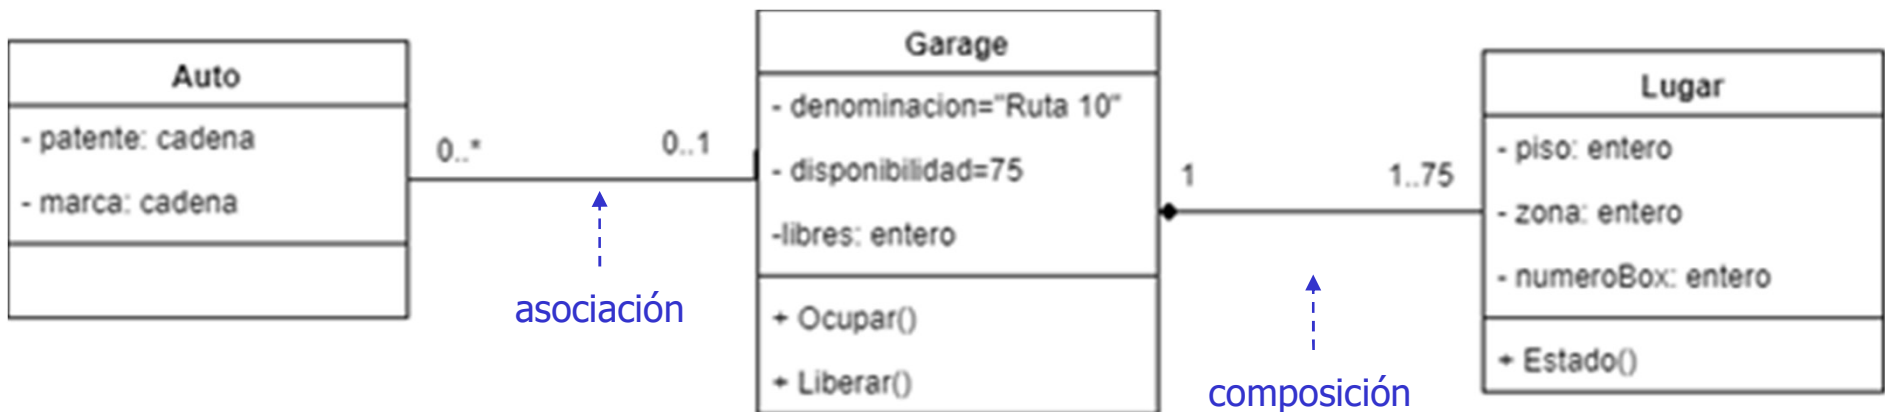 Auto
- patente: cadena
- marca: cadena
0..*
0..1
asociación
Garage
- denominacion="Ruta 10"
- disponibilidad=75
-libres: entero
+ Ocupar()
+ Liberar()
1
1..75
composición
Lugar
- piso: entero
- zona: entero
- numeroBox: entero
+ Estado()